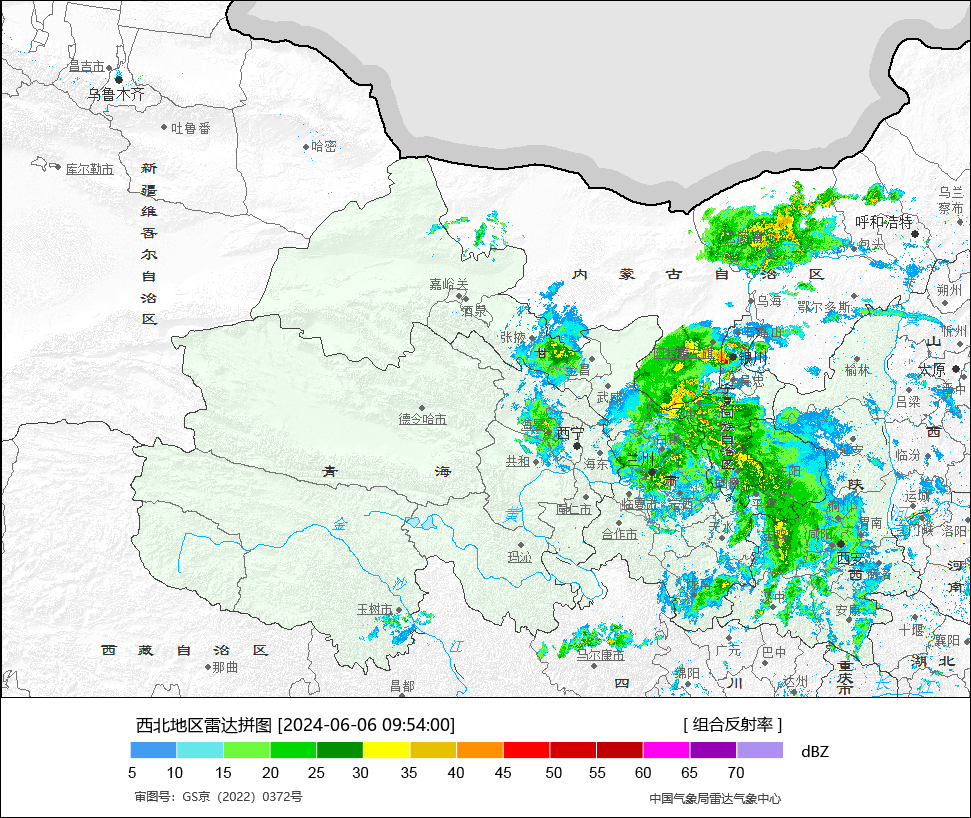 昌吉市
乌鲁木齐
吐鲁番
哈密
库尔勒市
新疆维吾尔自治区
乌兰
察布
呼和浩特
包头
内蒙古自治区
嘉峪关
酒泉
乌海
鄂尔多斯
朔州
忻州
张掖
山
太原
榆林
晋中
武威
吕梁
德令哈市
西宁
西
临汾
共和
海东
兰州
青海
陕
运城
临夏市
定西
同仁市
黄
渭南
金
合作市
天水
洛阳
西安
玛沁
河
南
玉树市
安康
十堰
襄阳
江
西藏自治区
那曲
马尔康市
广元
巴中
湖北
重庆市
绵阳
四川
达州
昌都
西北地区雷达拼图 [2024-06-06 09:54:00]
[ 组合反射率 ]
dBZ
5 10 15 20 25 30 35 40 45 50 55 60 65 70
审图号：GS京（2022）0372号
中国气象局雷达气象中心